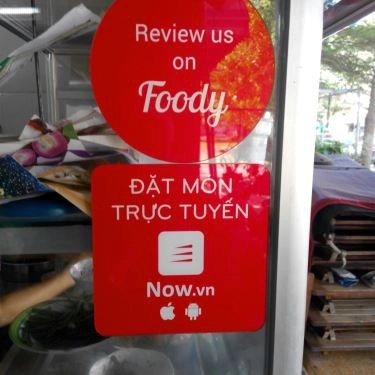 Review us
on
Foody
ĐẶT MÓN
TRỰC TUYẾN
Now.vn